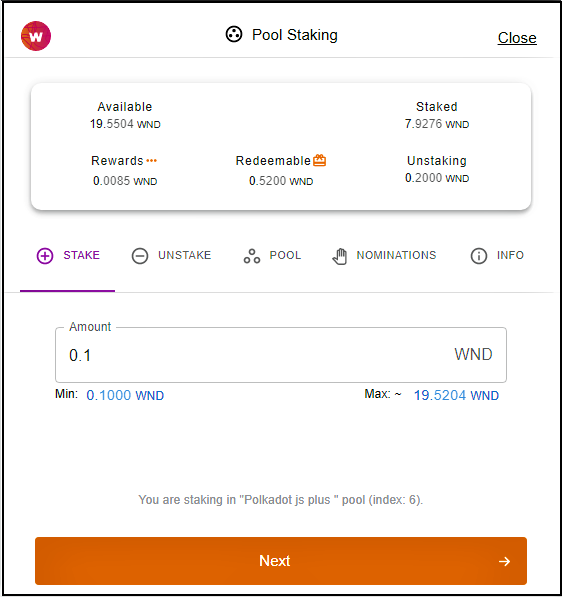 w
Pool Staking
Close
Available
19.5504 WND
Staked
7.9276 WND
Rewards
0.0085 WND
Redeemable
0.5200 WND
Unstaking
0.2000 WND
STAKE
UNSTAKE
POOL
NOMINATIONS
INFO
Amount
0.1
WND
Min: 0.1000 WND
Max: ~ 19.5204 WND
You are staking in "Polkadot js plus " pool (index: 6).
Next